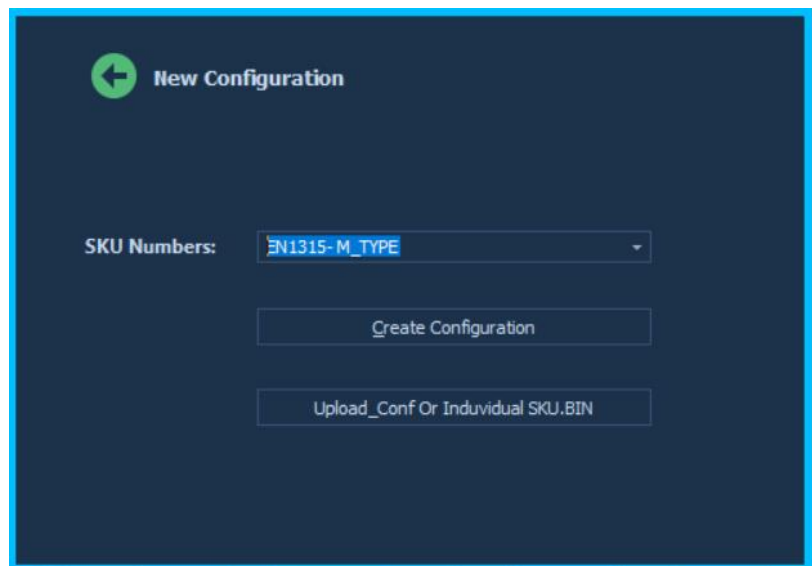 New Configuration
SKU Numbers: EN1315- M_TYPE
Create Configuration
Upload_Conf Or Induvidual SKU.BIN